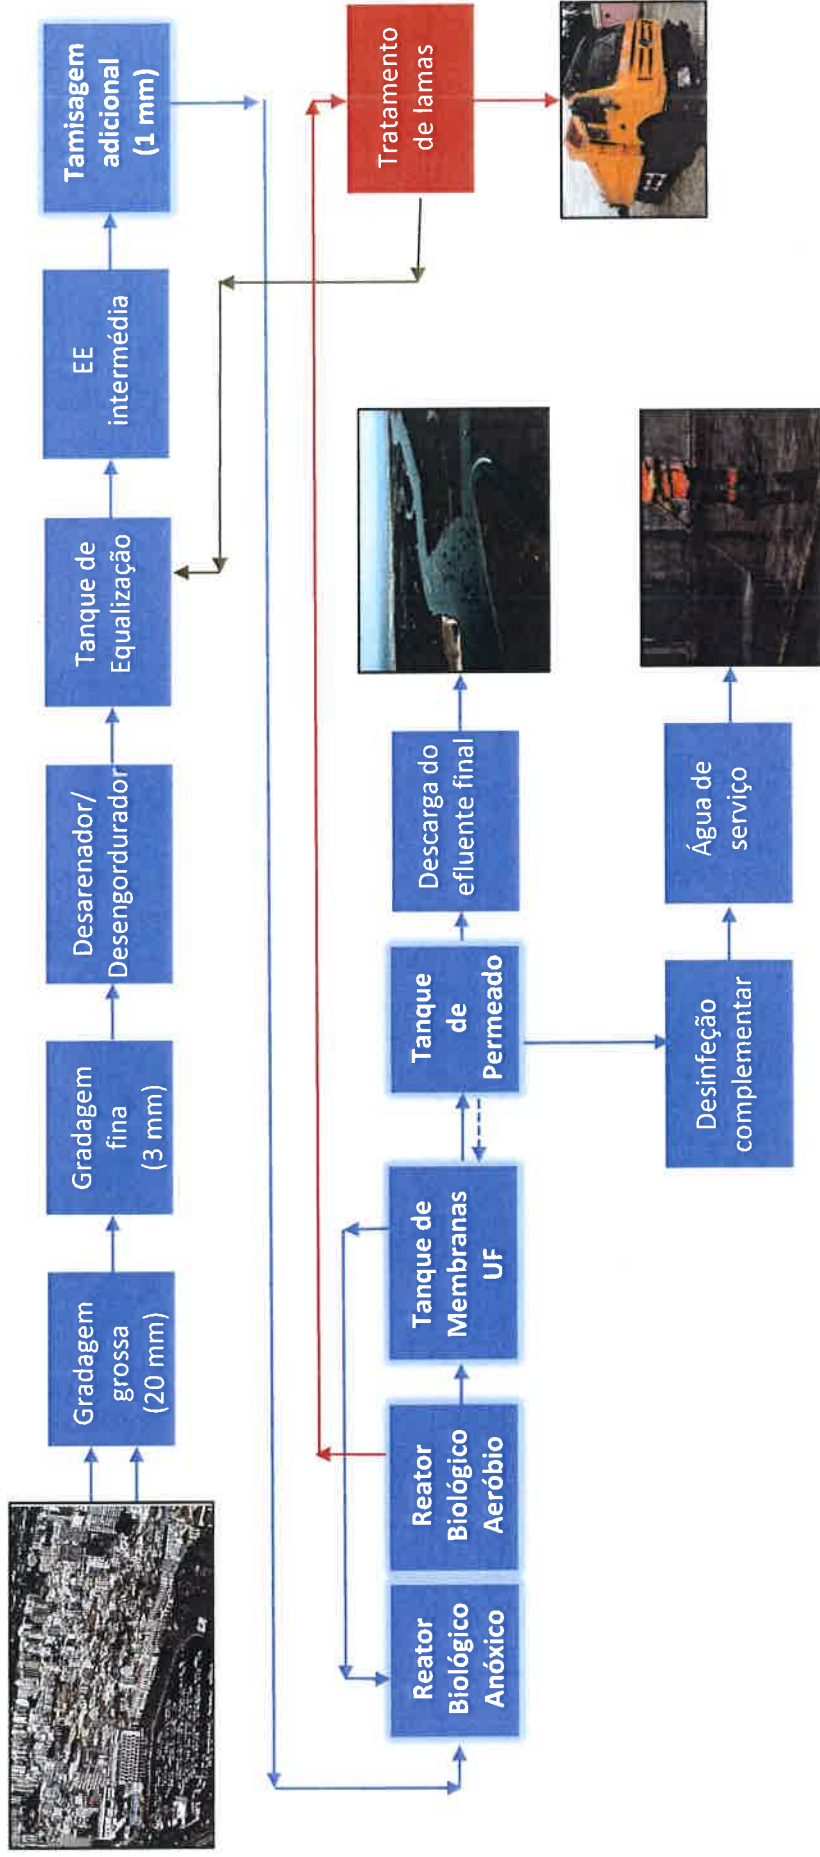 Gradagem
grossa
(20 mm)
Gradagem
fina
(3 mm)
Desarenador/
Desengordurador
Tanque de
Equalização
EE
intermédia
Tamisagem
adicional
(1 mm)
Reator
Biológico
Anóxico
Reator
Biológico
Aeróbio
Tanque de
Membranas
UF
Tanque
de
Permeado
Descarga do
efluente final
Desinfeção
complementar
Água de
serviço
Tratamento
de lamas